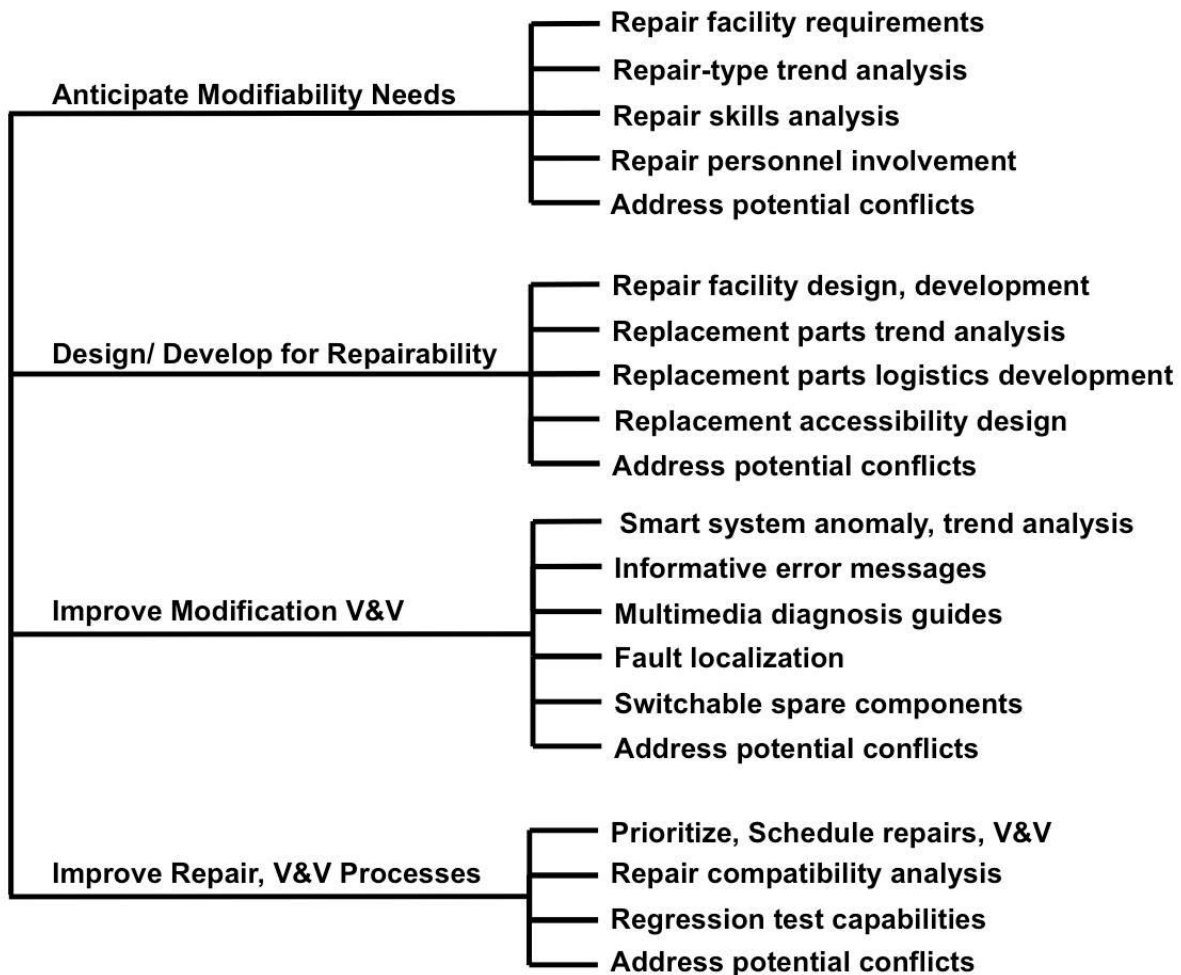 Anticipate Modifiability Needs
Repair facility requirements
Repair-type trend analysis
Repair skills analysis
Repair personnel involvement
Address potential conflicts
Design/ Develop for Repairability
Repair facility design, development
Replacement parts trend analysis
Replacement parts logistics development
Replacement accessibility design
Address potential conflicts
Improve Modification V&V
Smart system anomaly, trend analysis
Informative error messages
Multimedia diagnosis guides
Fault localization
Switchable spare components
Address potential conflicts
Improve Repair, V&V Processes
Prioritize, Schedule repairs, V&V
Repair compatibility analysis
Regression test capabilities
Address potential conflicts